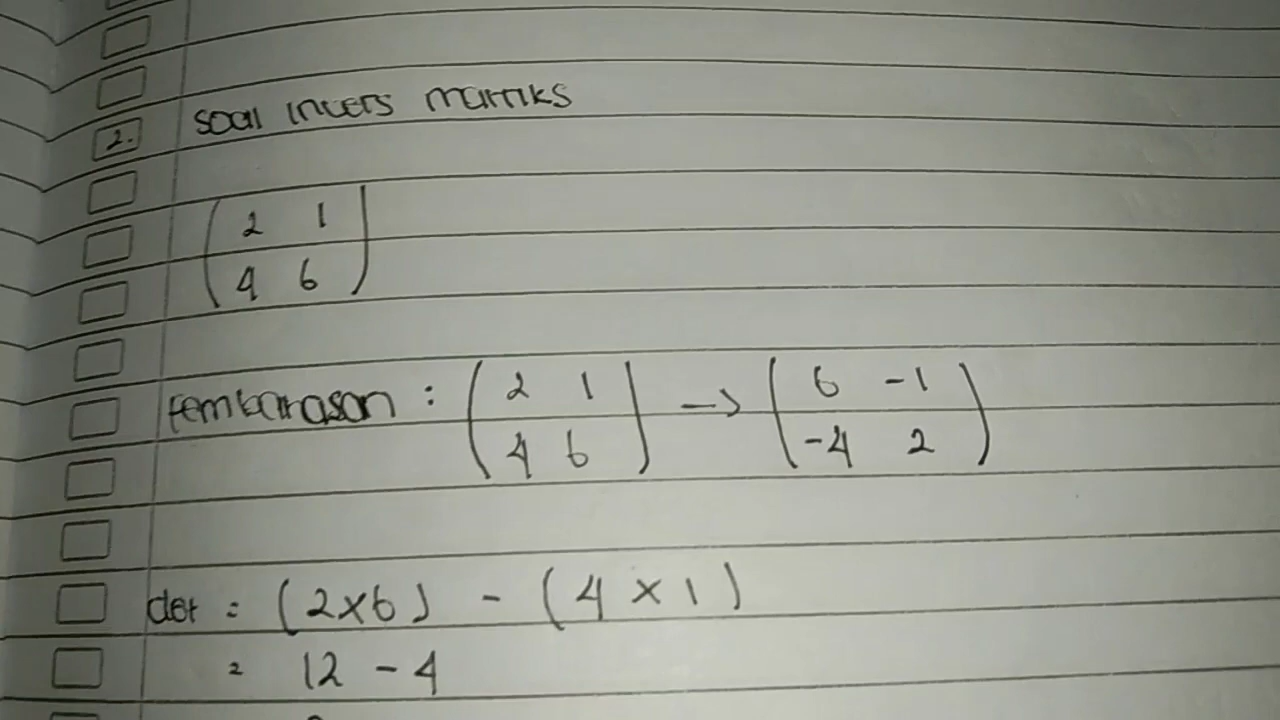 2. soal invers matriks
(2 1
4 6)
Pembahasan : (2 1 → (6 -1
4 6) -4 2)
det = (2×6) - (4 × 1)
= 12 - 4